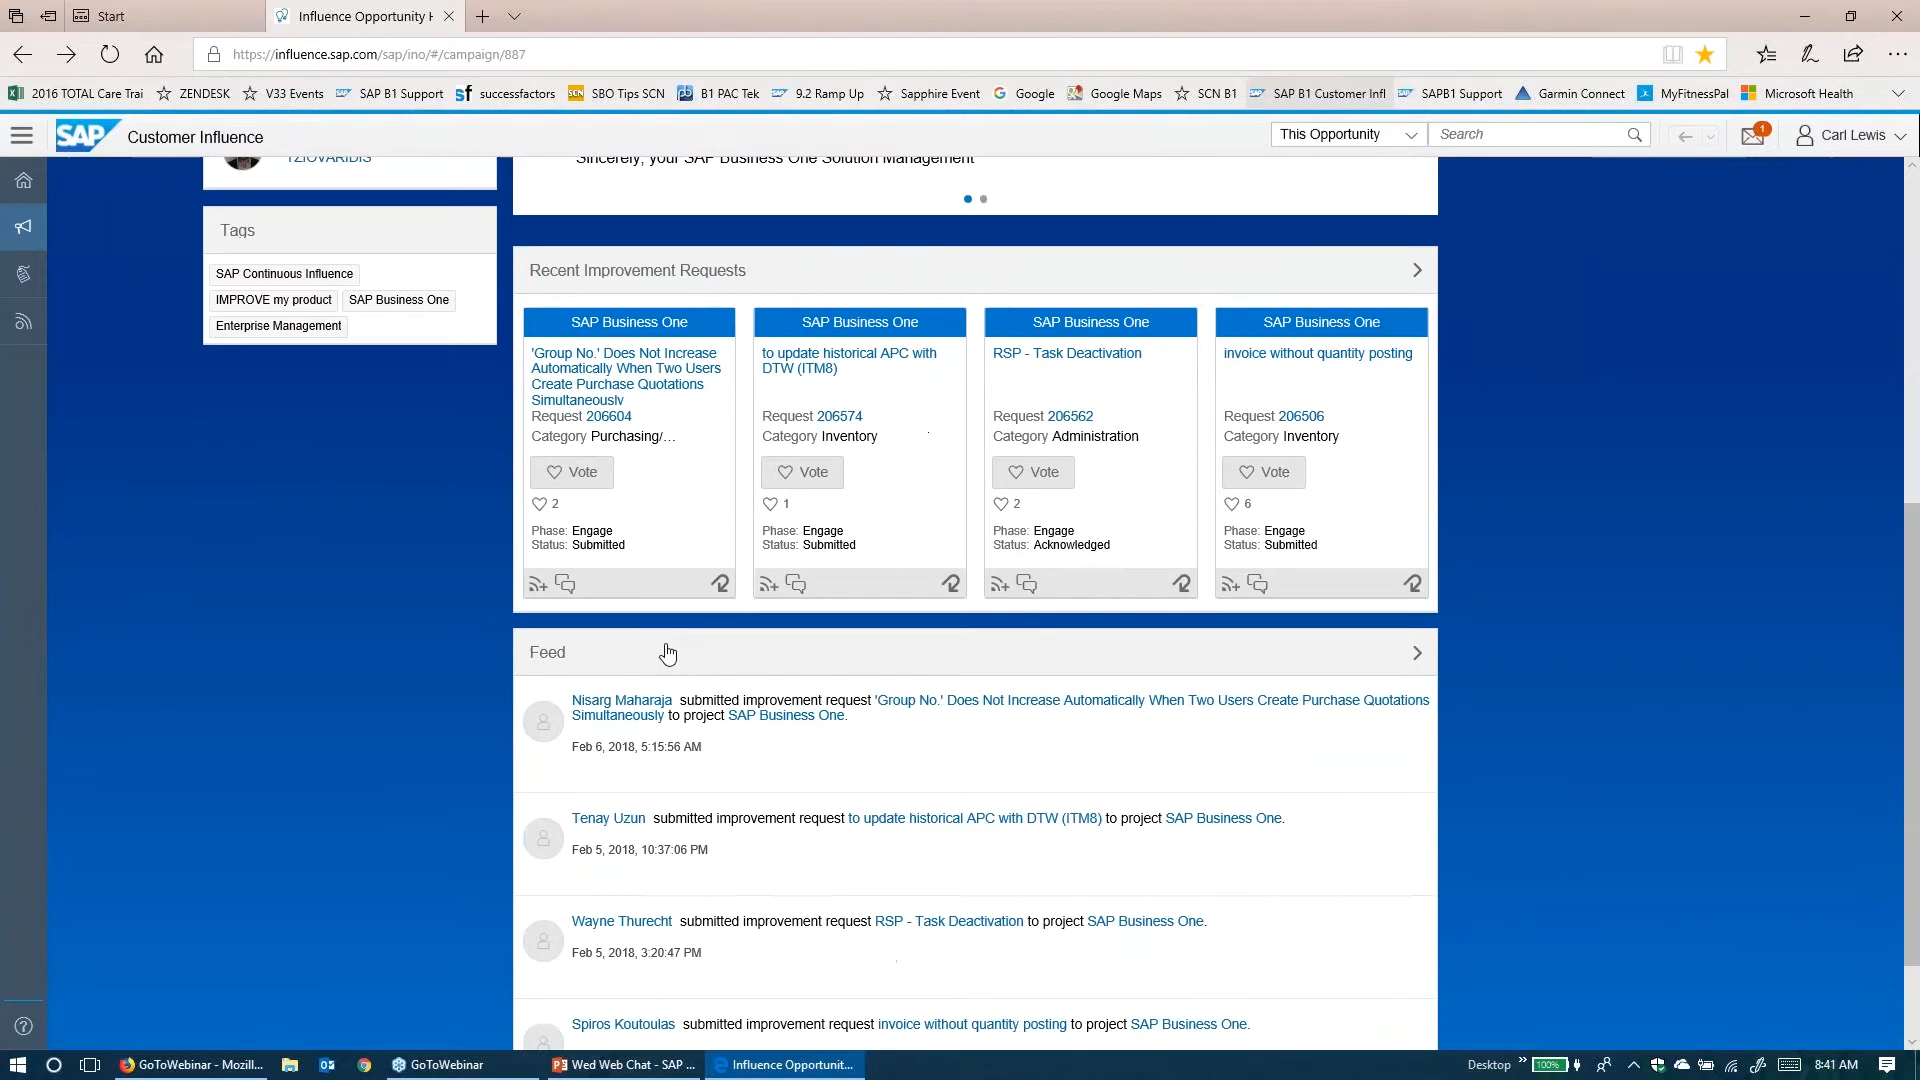 Start
Influence Opportunity H
https://influence.sap.com/sap/ino/#/campaign/887
2016 TOTAL Care Trai
ZENDESK
V33 Events
SAP B1 Support
successfactors
SBO Tips SCN
B1 PAC Tek
9.2 Ramp Up
Sapphire Event
Google
Google Maps
SCN B1
SAP B1 Customer Infl
SAPB1 Support
Garmin Connect
MyFitnessPal
Microsoft Health
SAP
Customer Influence
This Opportunity
Search
1
Carl Lewis
TZIOVARIDIS
Sincerely, your SAP Business One Solution Management
Tags
SAP Continuous Influence
IMPROVE my product
SAP Business One
Enterprise Management
Recent Improvement Requests
SAP Business One
'Group No.' Does Not Increase
Automatically When Two Users
Create Purchase Quotations
Simultaneously
Request 206604
Category Purchasing/...
Vote
2
Phase: Engage
Status: Submitted
SAP Business One
to update historical APC with
DTW (ITM8)
Request 206574
Category Inventory
Vote
1
Phase: Engage
Status: Submitted
SAP Business One
RSP - Task Deactivation
Request 206562
Category Administration
Vote
2
Phase: Engage
Status: Acknowledged
SAP Business One
invoice without quantity posting
Request 206506
Category Inventory
Vote
6
Phase: Engage
Status: Submitted
Feed
Nisarg Maharaja submitted improvement request 'Group No.' Does Not Increase Automatically When Two Users Create Purchase Quotations
Simultaneously to project SAP Business One.
Feb 6, 2018, 5:15:56 AM
Tenay Uzun submitted improvement request to update historical APC with DTW (ITM8) to project SAP Business One.
Feb 5, 2018, 10:37:06 PM
Wayne Thurecht submitted improvement request RSP - Task Deactivation to project SAP Business One.
Feb 5, 2018, 3:20:47 PM
Spiros Koutoulas submitted improvement request invoice without quantity posting to project SAP Business One.
GoToWebinar - Mozill...
GoToWebinar
Wed Web Chat - SAP ...
Influence Opportunit...
Desktop
100%
8:41 AM